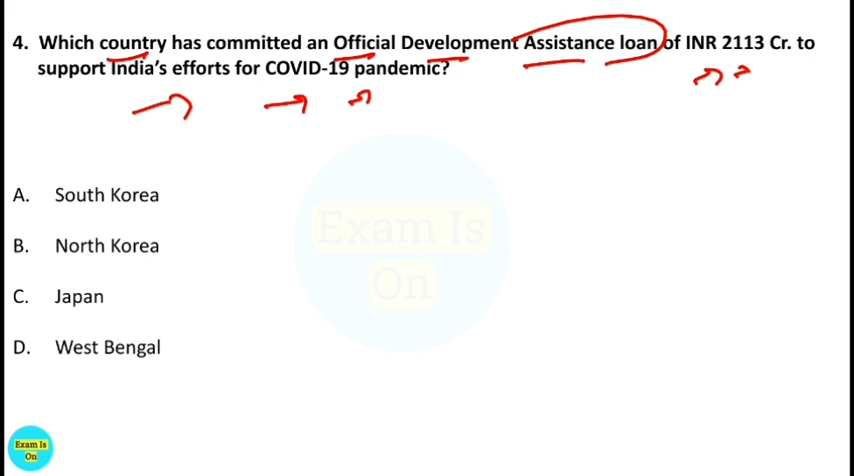 4. Which country has committed an Official Development Assistance loan of INR 2113 Cr. to
support India's efforts for COVID-19 pandemic?
A. South Korea
Exam Is
On
B. North Korea
C. Japan
D. West Bengal
Exam Is
On